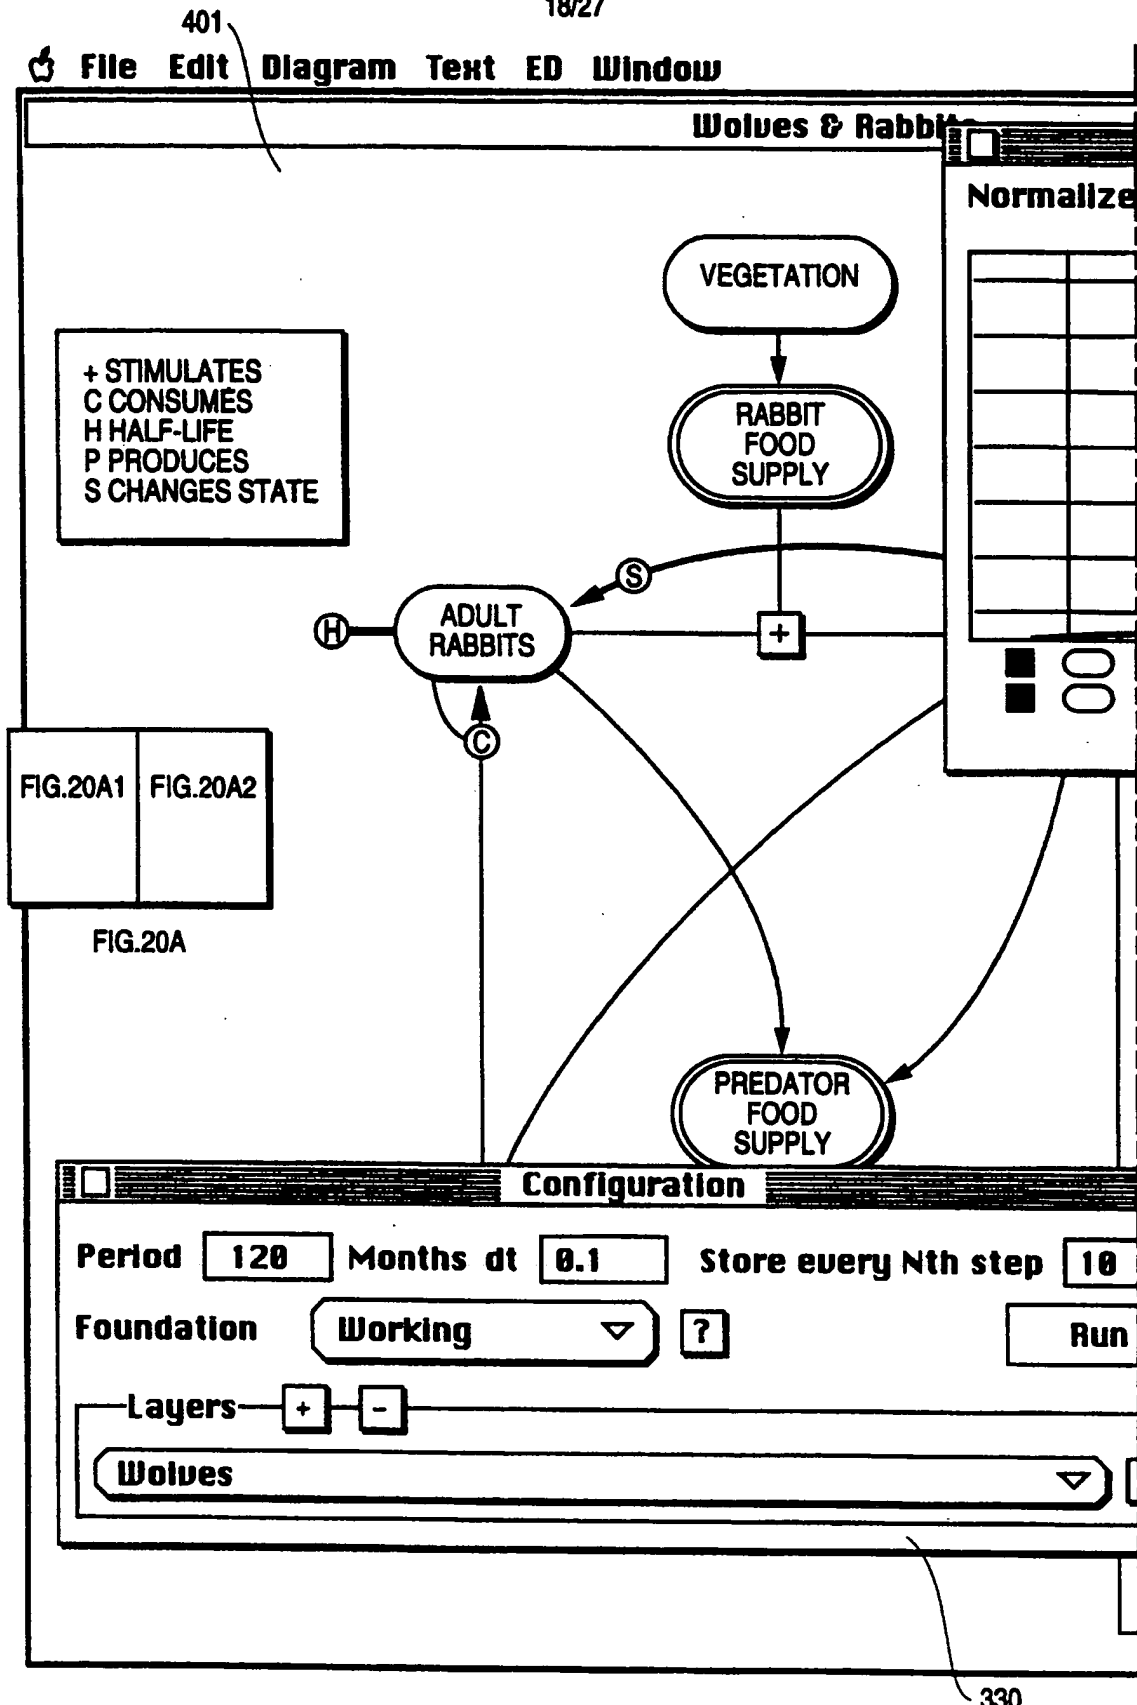 18/27
401
File Edit Diagram Text ED Window
Wolves & Rabbits
Normalize
VEGETATION
+ STIMULATES
C CONSUMES
H HALF-LIFE
P PRODUCES
S CHANGES STATE
RABBIT
FOOD
SUPPLY
S
H
ADULT
RABBITS
+
C
FIG.20A1 FIG.20A2
FIG.20A
PREDATOR
FOOD
SUPPLY
Configuration
Period 120 Months dt 0.1 Store every Nth step 10
Foundation Working ? Run
Layers + -
Wolves
330